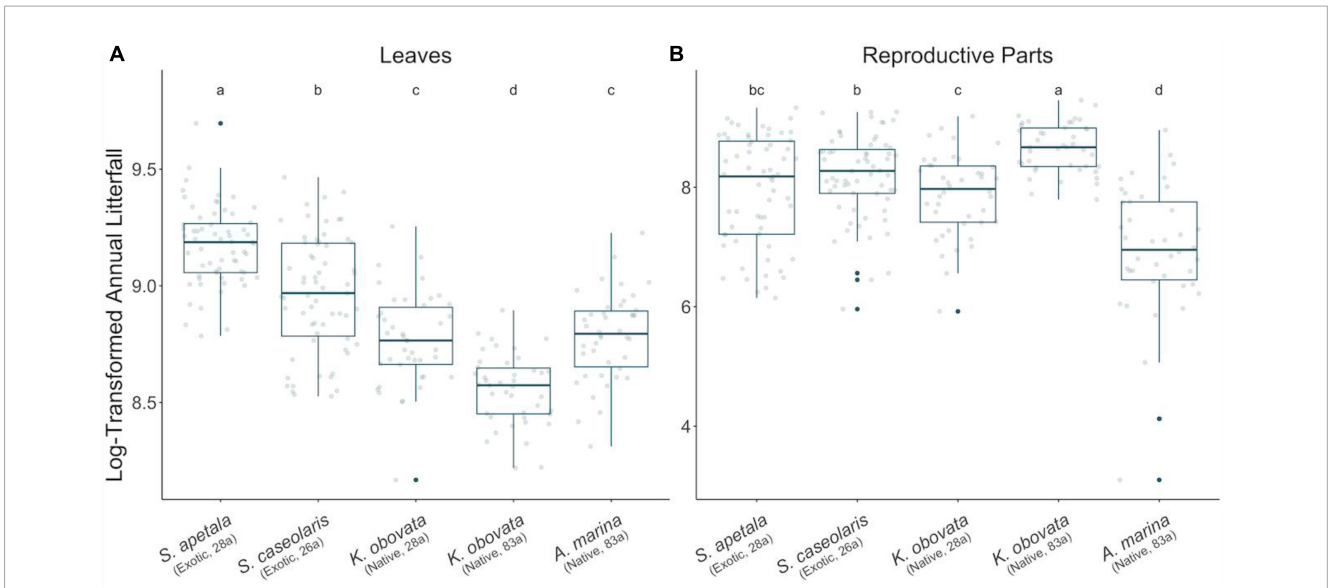 A
Leaves
a
b
c
d
c
Log-Transformed Annual Litterfall
9.5
9.0
8.5
S. apetala
(Exotic, 28a)
S. caseolaris
(Exotic, 26a)
K. obovata
(Native, 28a)
K. obovata
(Native, 83a)
A. marina
(Native, 83a)
B
Reproductive Parts
bc
b
c
a
d
8
6
4
S. apetala
(Exotic, 28a)
S. caseolaris
(Exotic, 26a)
K. obovata
(Native, 28a)
K. obovata
(Native, 83a)
A. marina
(Native, 83a)